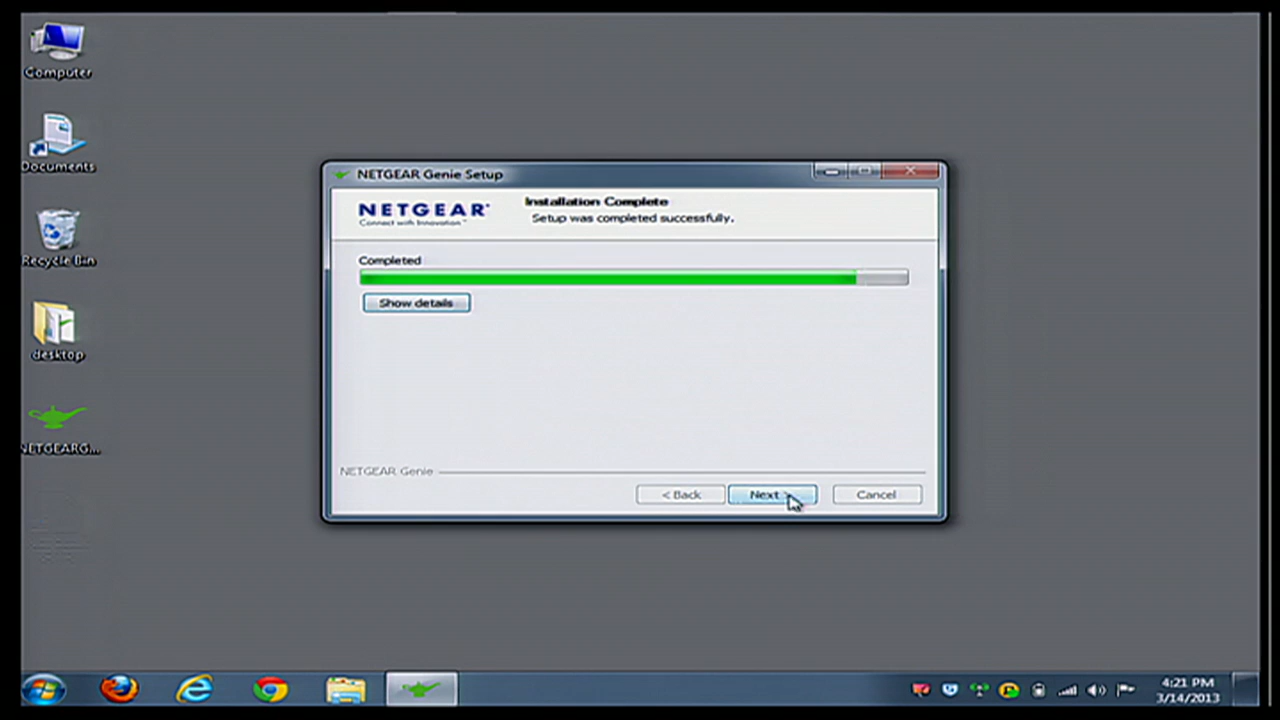 Computer
Documents
Recycle Bin
desktop
NETGEARG...
NETGEAR Genie Setup
NETGEAR
Connect with Innovation™
Installation Complete
Setup was completed successfully.
Completed
Show details
NETGEAR Genie
< Back
Next >
Cancel
4:21 PM
3/14/2013